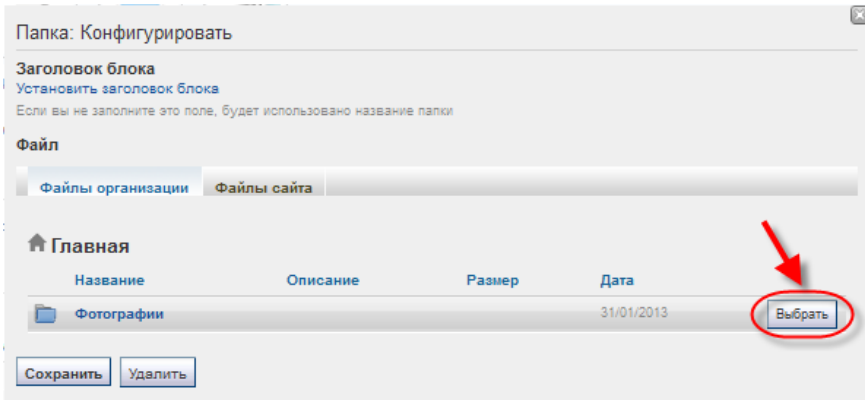 Папка: Конфигурировать
Заголовок блока
Установить заголовок блока
Если вы не заполните это поле, будет использовано название папки
Файл
Файлы организации Файлы сайта
Главная
Название Описание Размер Дата
Фотографии 31/01/2013 Выбрать
Сохранить Удалить